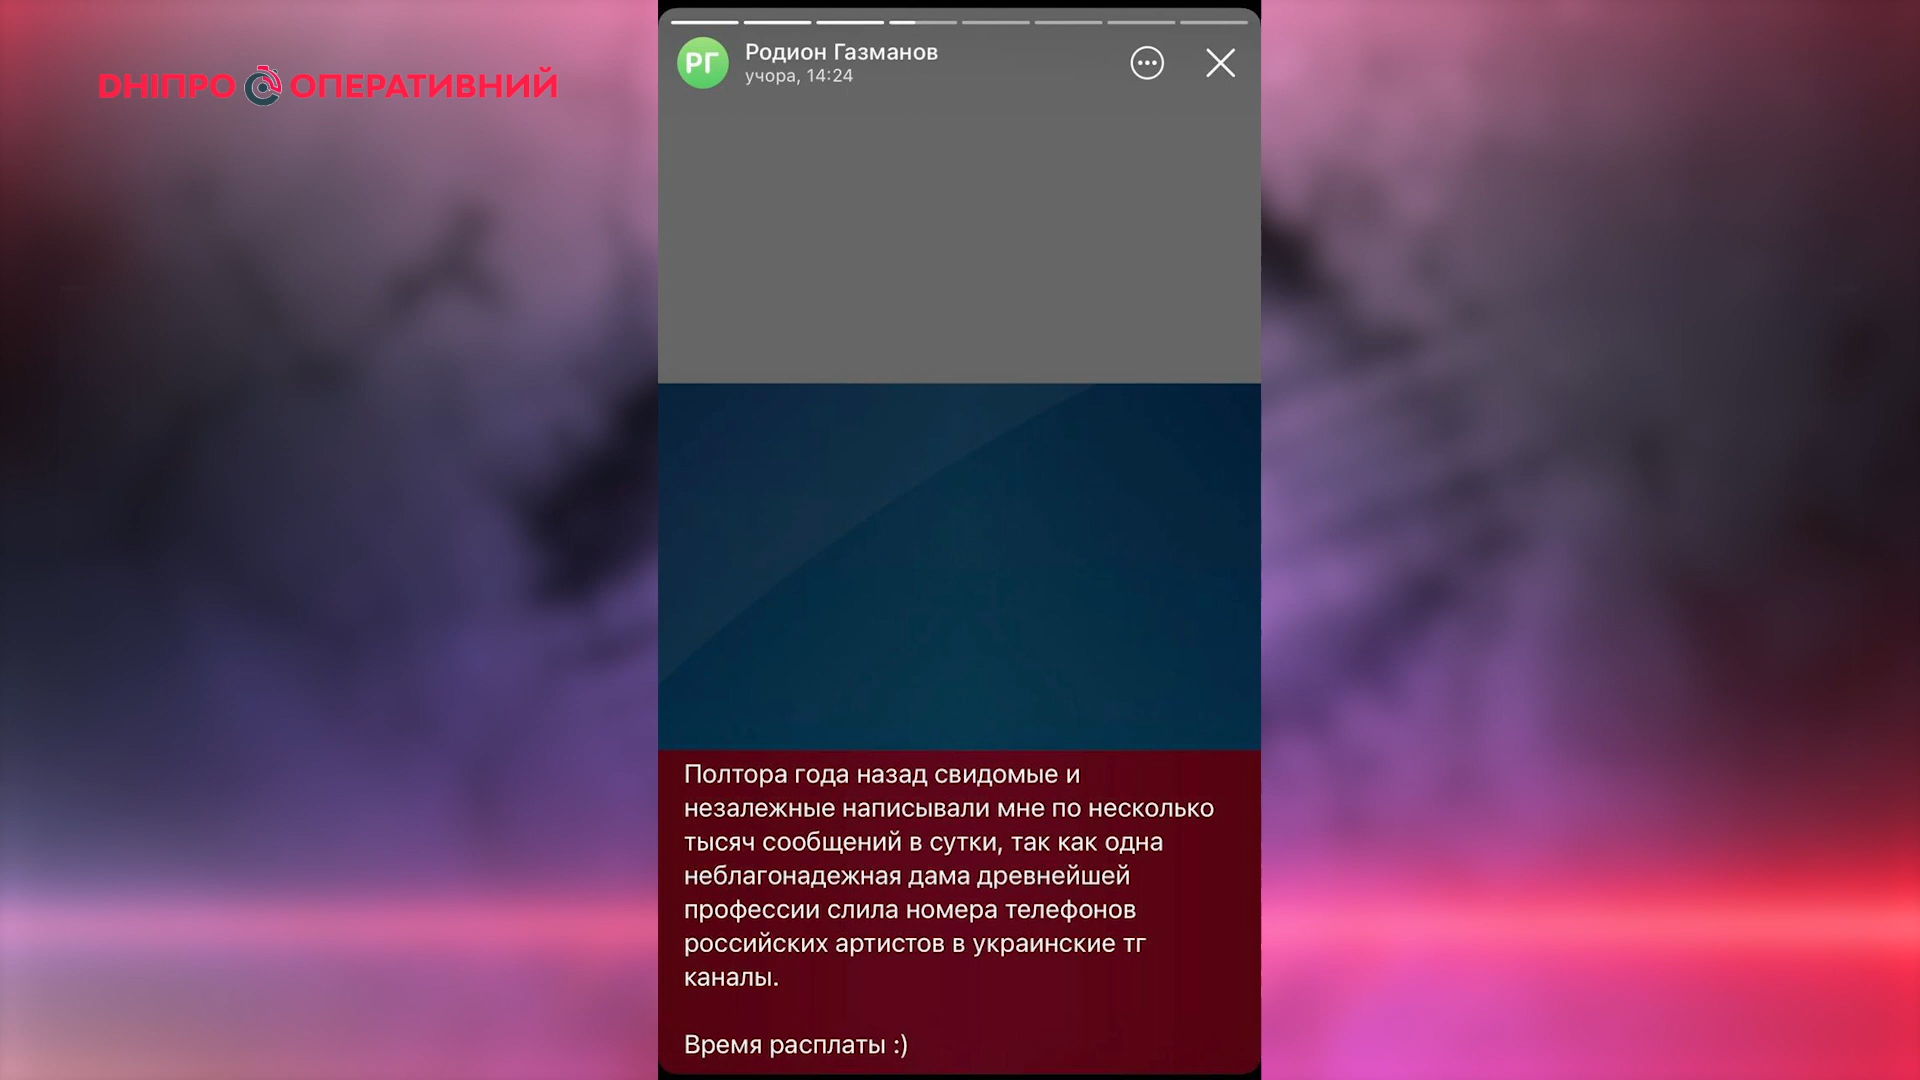 DНІПРО ОПЕРАТИВНИЙ
РГ
Родион Газманов
учора, 14:24
Полтора года назад свидомые и
незалежные написывали мне по несколько
тысяч сообщений в сутки, так как одна
неблагонадежная дама древнейшей
профессии слила номера телефонов
российских артистов в украинские тг
каналы.
Время расплаты :)